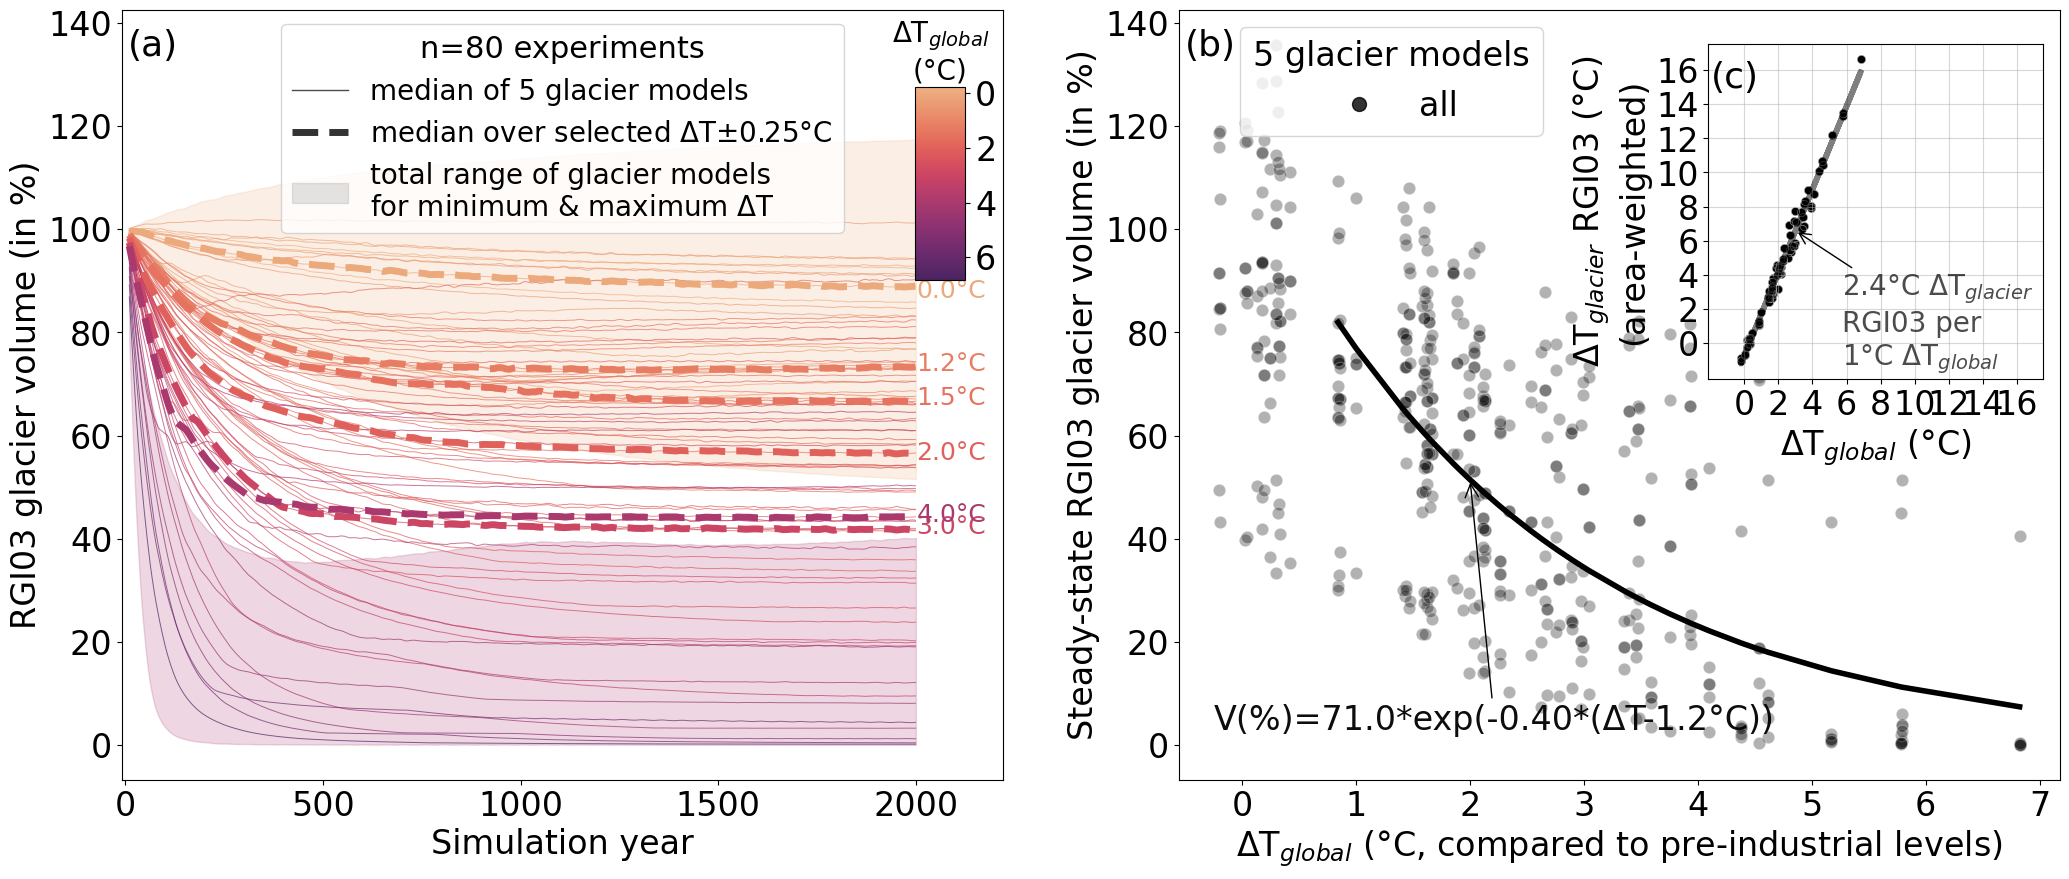 (a)
n=80 experiments
median of 5 glacier models
median over selected ΔT±0.25°C
total range of glacier models
for minimum & maximum ΔT
ΔT_global
(°C)
0
2
4
6
140
120
100
80
60
40
20
0
RGI03 glacier volume (in %)
0.0°C
1.2°C
1.5°C
2.0°C
4.0°C
3.0°C
0 500 1000 1500 2000
Simulation year
(b)
5 glacier models
all
140
120
100
80
60
40
20
0
Steady-state RGI03 glacier volume (in %)
V(%)=71.0*exp(-0.40*(ΔT-1.2°C))
0 1 2 3 4 5 6 7
ΔT_global (°C, compared to pre-industrial levels)
(c)
ΔT_glacier RGI03 (°C)
(area-weighted)
16
14
12
10
8
6
4
2
0
2.4°C ΔT_glacier
RGI03 per
1°C ΔT_global
0 2 4 6 8 10 12 14 16
ΔT_global (°C)